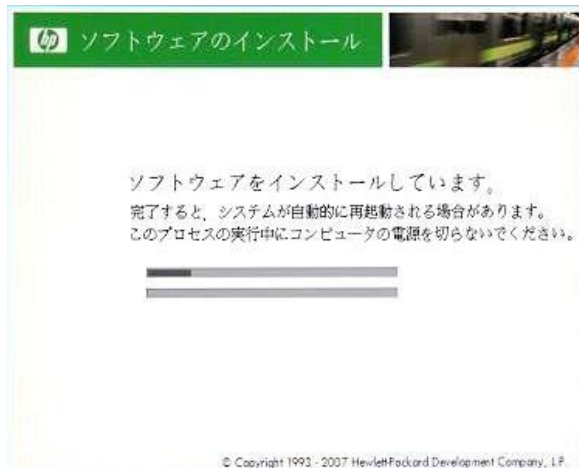 hp ソフトウェアのインストール
ソフトウェアをインストールしています。
完了すると、システムが自動的に再起動される場合があります。
このプロセスの実行中にコンピュータの電源を切らないでください。
© Copyright 1993 - 2007 Hewlett-Packard Development Company, L.P.